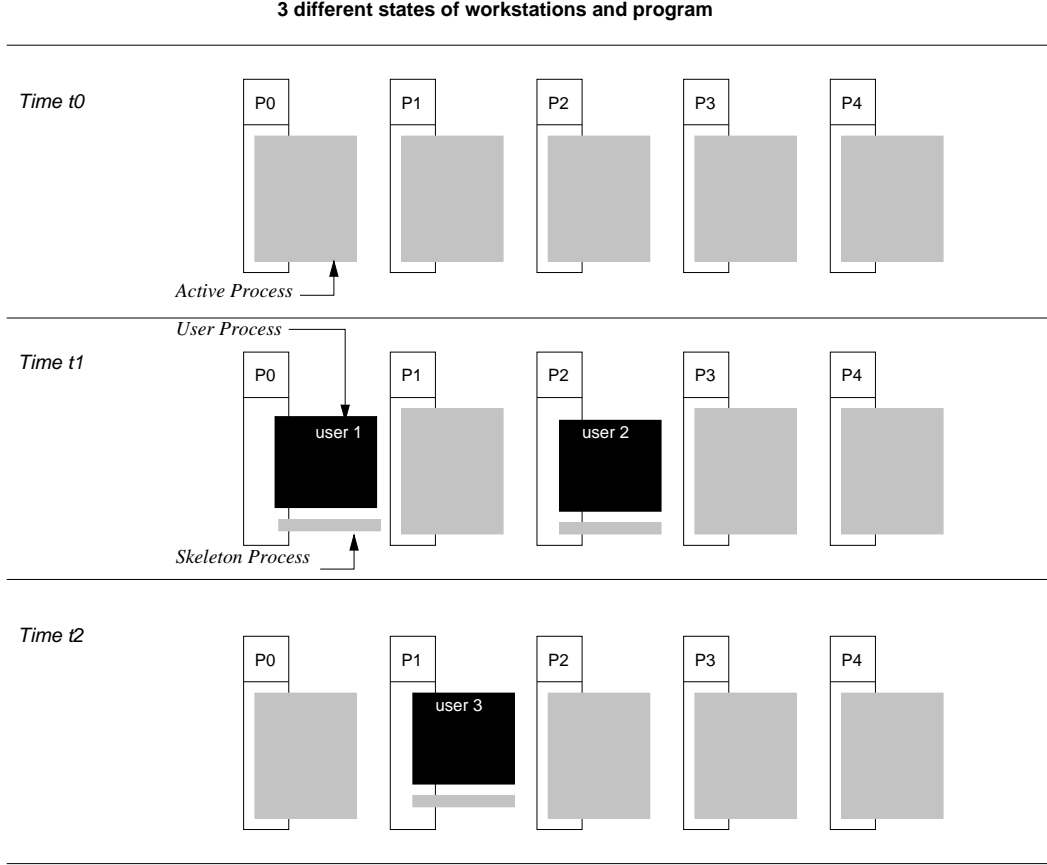 3 different states of workstations and program
Time t0
P0 P1 P2 P3 P4
Active Process
User Process
Time t1
P0 P1 P2 P3 P4
user 1 user 2
Skeleton Process
Time t2
P0 P1 P2 P3 P4
user 3